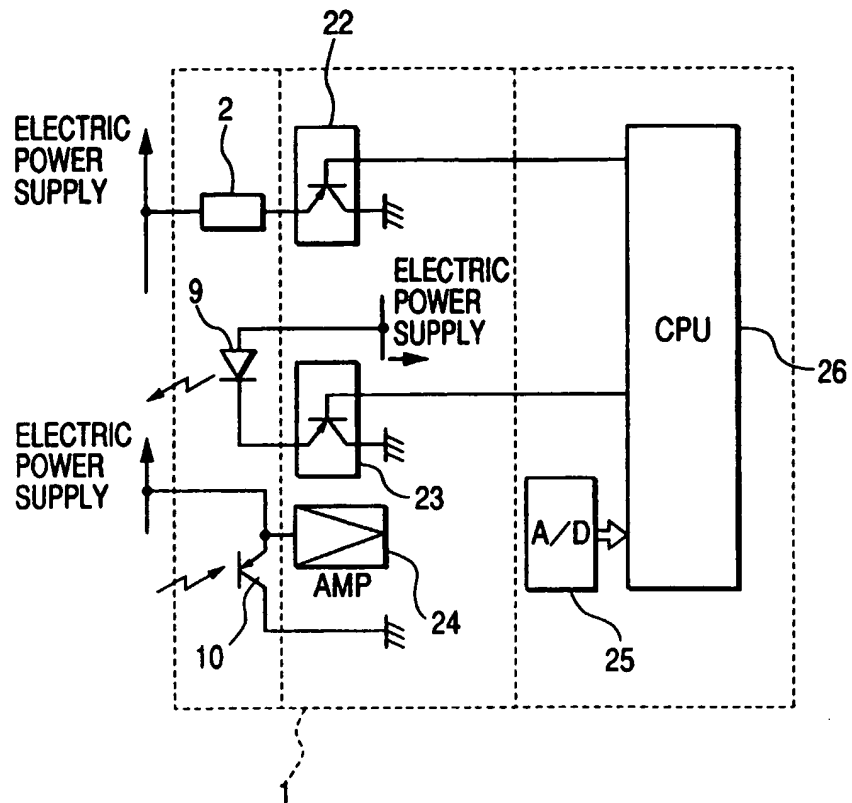 22
2
ELECTRIC
POWER
SUPPLY
ELECTRIC
POWER
SUPPLY
9
CPU
26
ELECTRIC
POWER
SUPPLY
23
A/D
AMP
10
24
25
1